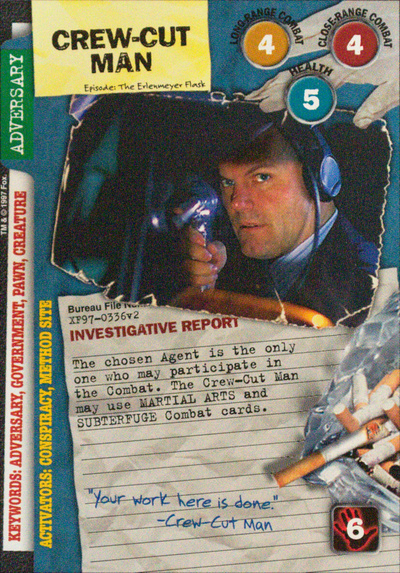 CREW-CUT
MAN
Episode: The Erlenmeyer Flask
LONG-RANGE COMBAT
4
CLOSE-RANGE COMBAT
4
HEALTH
5
ADVERSARY
TM & © 1997 Fox.
KEYWORDS: ADVERSARY, GOVERNMENT, PAWN, CREATURE
ACTIVATORS: CONSPIRACY, METHOD SITE
Bureau File
XF97-0336v2
INVESTIGATIVE REPORT
The chosen Agent is the only
one who may participate in
the Combat. The Crew-Cut Man
may use MARTIAL ARTS and
SUBTERFUGE Combat cards.
"Your work here is done."
-Crew-Cut Man
6